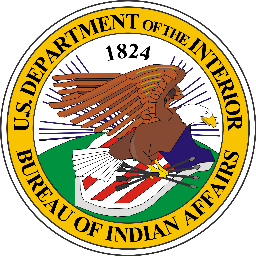 U.S. DEPARTMENT OF THE INTERIOR
1824
BUREAU OF INDIAN AFFAIRS